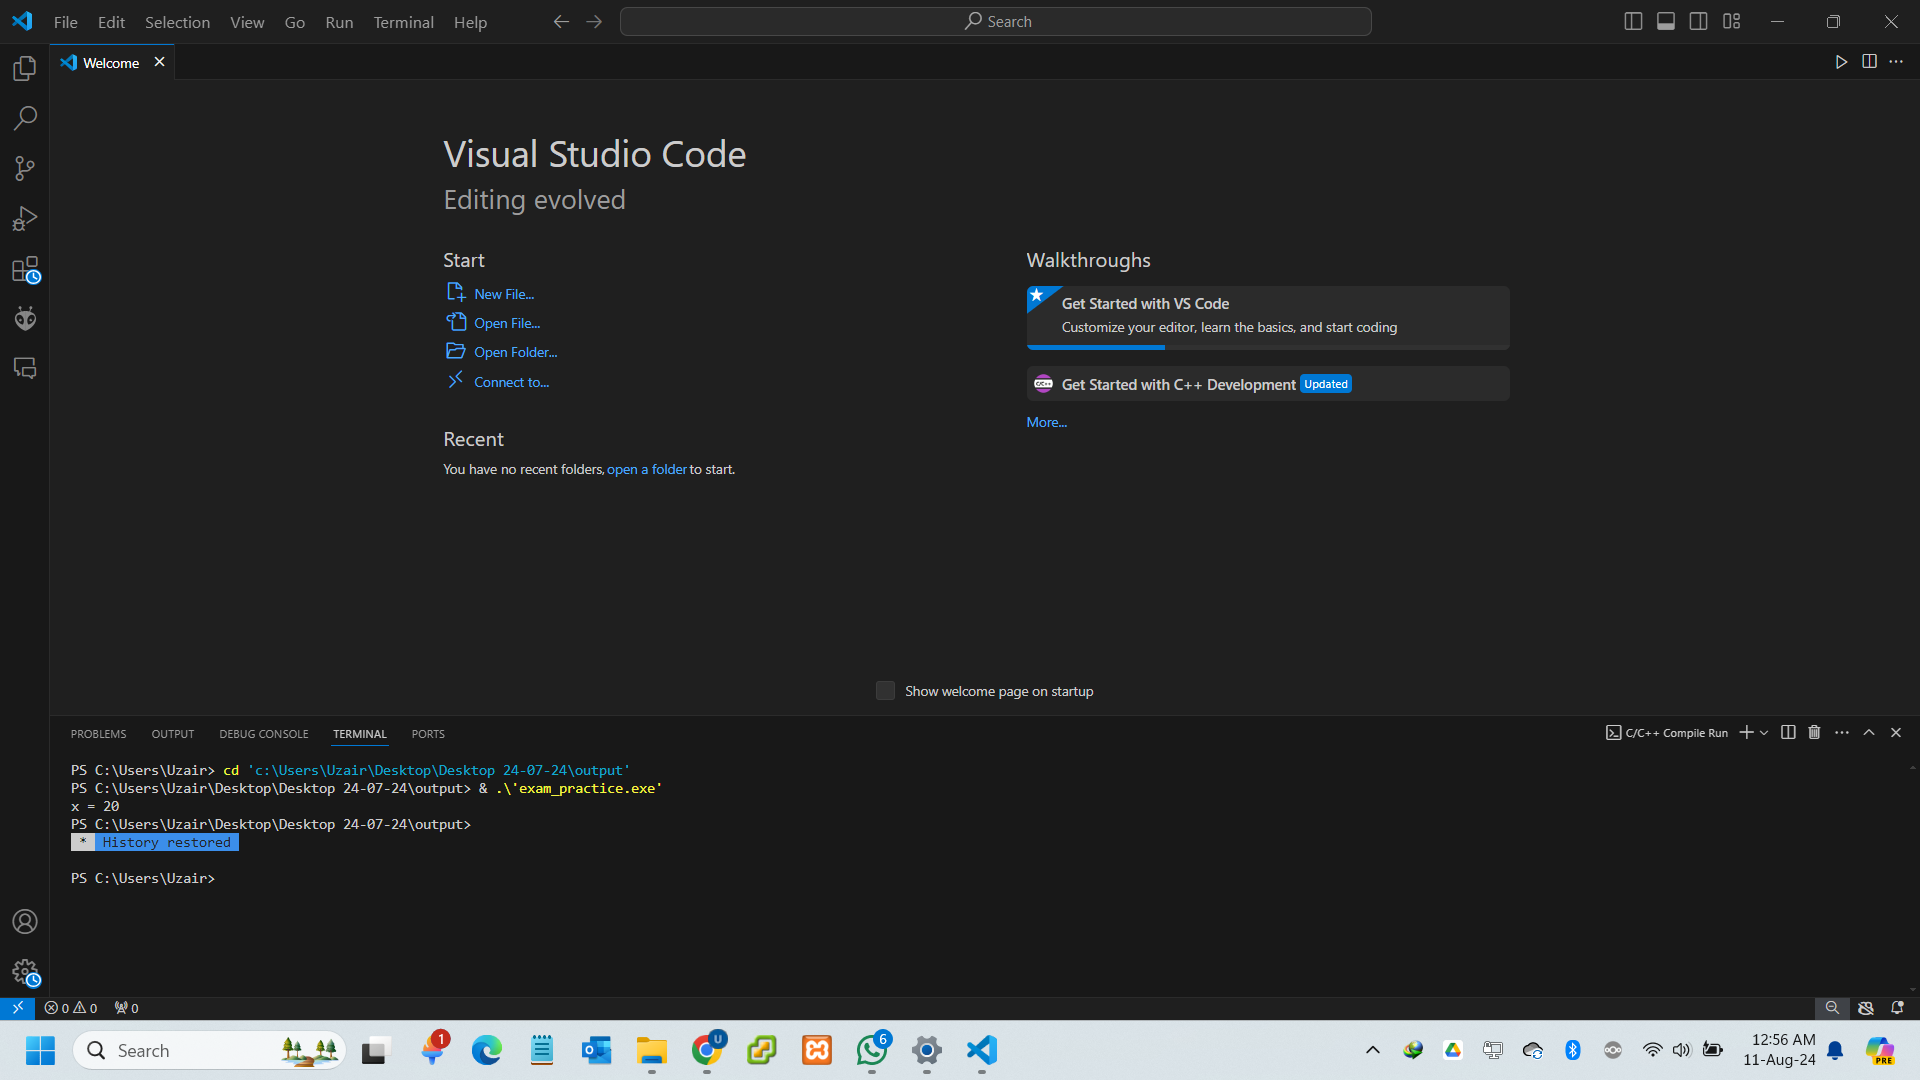 File Edit Selection View Go Run Terminal Help
Search
Welcome
Visual Studio Code
Editing evolved
Start
New File...
Open File...
Open Folder...
Connect to...
Recent
You have no recent folders, open a folder to start.
Walkthroughs
Get Started with VS Code
Customize your editor, learn the basics, and start coding
Get Started with C++ Development Updated
More...
Show welcome page on startup
PROBLEMS OUTPUT DEBUG CONSOLE TERMINAL PORTS
C/C++ Compile Run
PS C:\Users\Uzair> cd 'c:\Users\Uzair\Desktop\Desktop 24-07-24\output'
PS C:\Users\Uzair\Desktop\Desktop 24-07-24\output> & .\'exam_practice.exe'
x = 20
PS C:\Users\Uzair\Desktop\Desktop 24-07-24\output>
* History restored
PS C:\Users\Uzair>
0 0 0
Search
1
U
6
12:56 AM
11-Aug-24
PRE